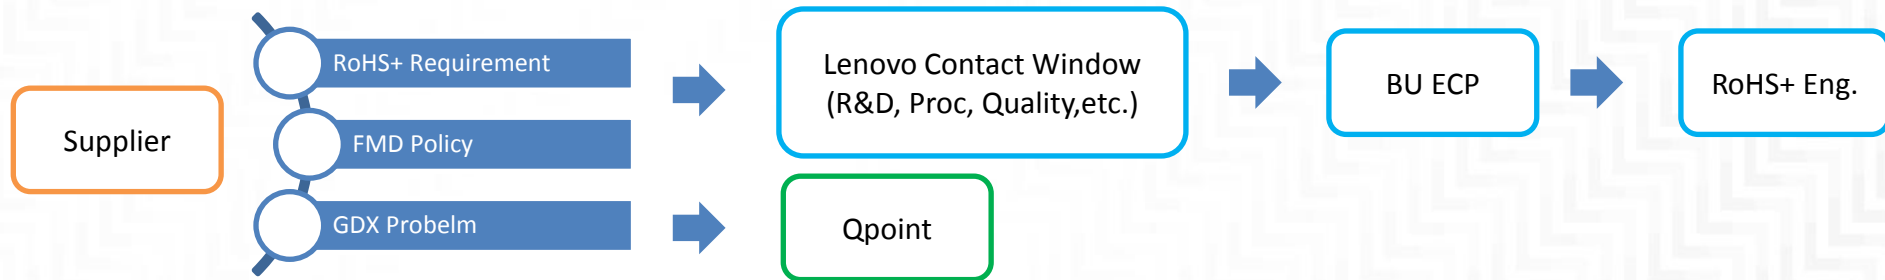 Supplier
RoHS+ Requirement
FMD Policy
GDX Probelm
Lenovo Contact Window
(R&D, Proc, Quality,etc.)
BU ECP
RoHS+ Eng.
Qpoint